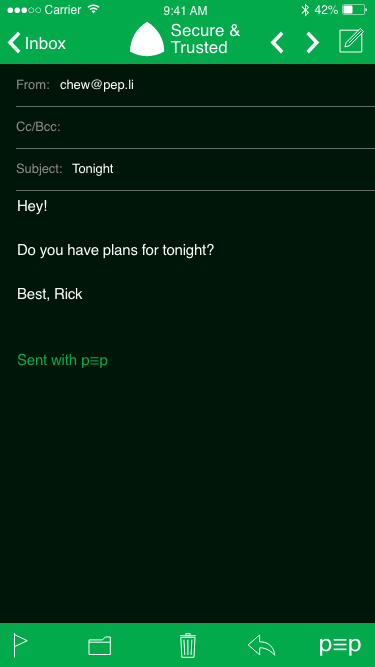 Carrier 9:41 AM 42%
Inbox
Secure &
Trusted
From: chew@pep.li
Cc/Bcc:
Subject: Tonight
Hey!
Do you have plans for tonight?
Best, Rick
Sent with p≡p
p≡p